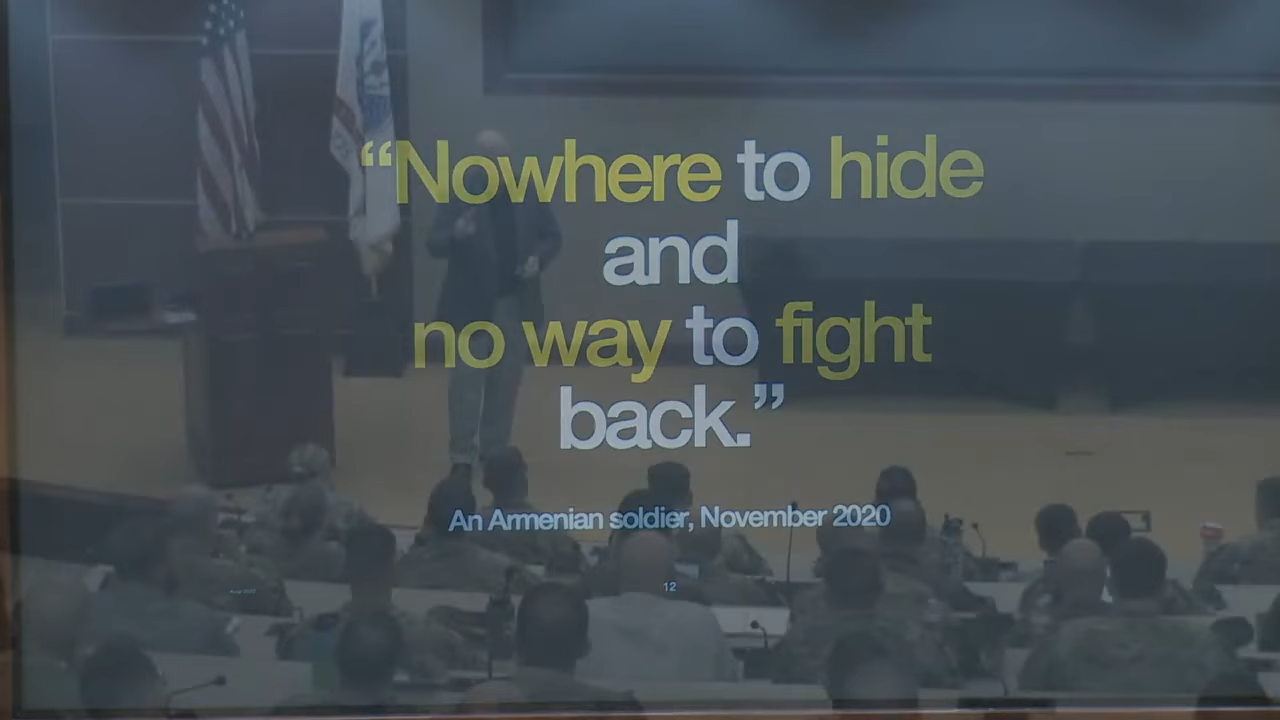 “Nowhere to hide
and
no way to fight
back.”
An Armenian soldier, November 2020
12